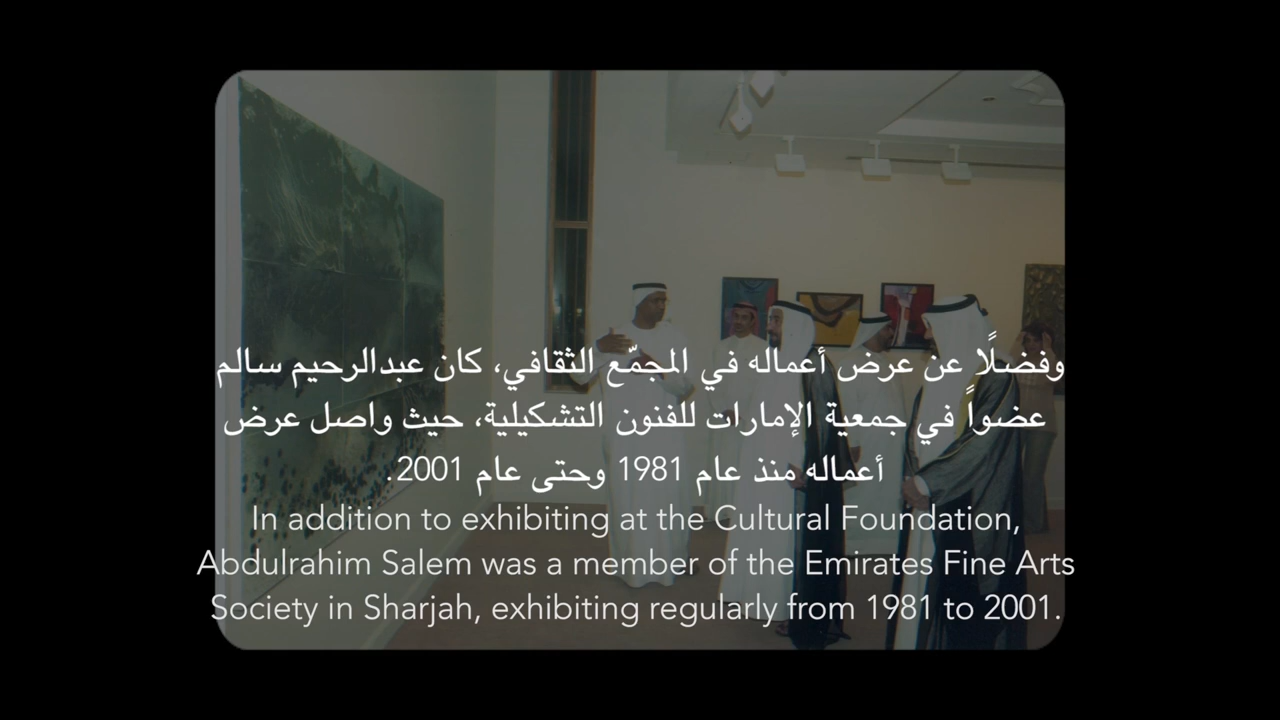 وفضلًا عن عرض أعماله في المجمّع الثقافي، كان عبدالرحيم سالم
عضواً في جمعية الإمارات للفنون التشكيلية، حيث واصل عرض
أعماله منذ عام 1981 وحتى عام 2001.
In addition to exhibiting at the Cultural Foundation,
Abdulrahim Salem was a member of the Emirates Fine Arts
Society in Sharjah, exhibiting regularly from 1981 to 2001.